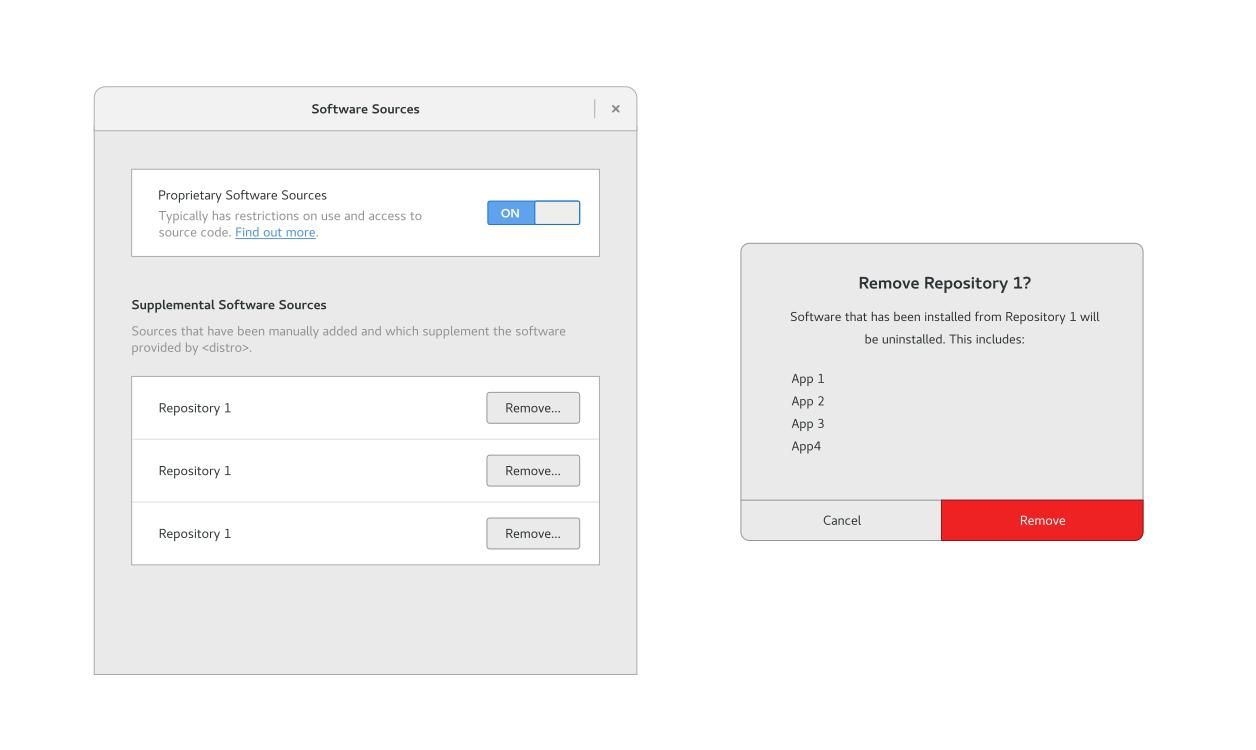 Software Sources
Proprietary Software Sources
Typically has restrictions on use and access to
source code. Find out more.
ON
Supplemental Software Sources
Sources that have been manually added and which supplement the software
provided by <distro>.
Repository 1
Remove...
Repository 1
Remove...
Repository 1
Remove...
Remove Repository 1?
Software that has been installed from Repository 1 will
be uninstalled. This includes:
App 1
App 2
App 3
App4
Cancel
Remove